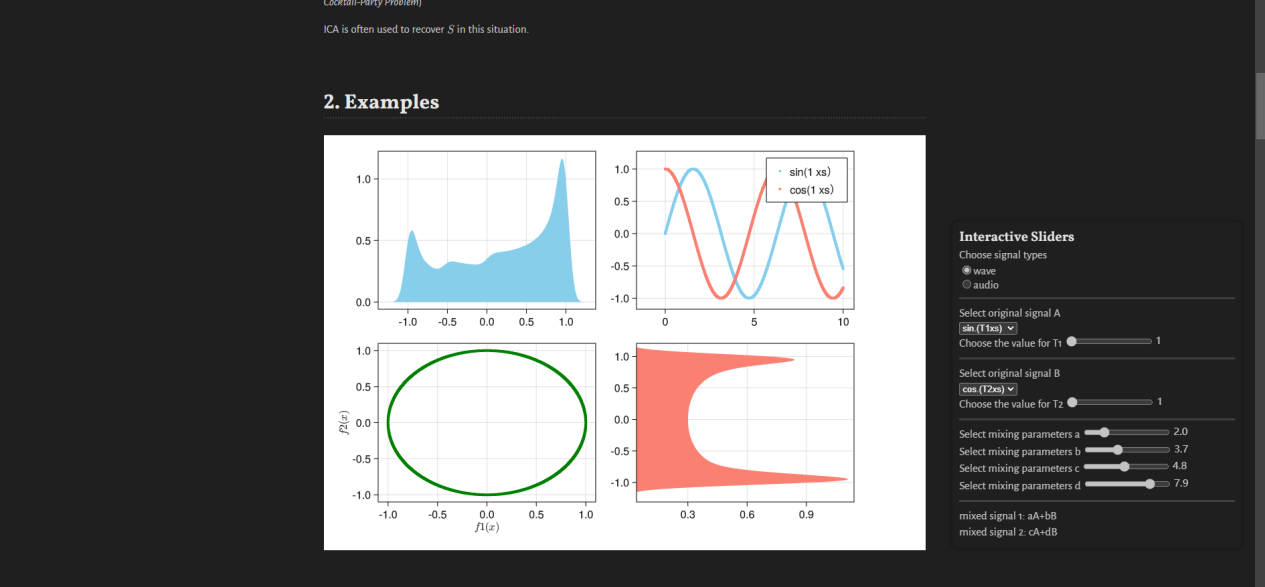 Cocktail-Party Problem)
ICA is often used to recover S in this situation.
2. Examples
1.0
0.5
0.0
-1.0 -0.5 0.0 0.5 1.0
1.0
0.5
0.0
-0.5
-1.0
0 5 10
sin(1 xs)
cos(1 xs)
1.0
0.5
0.0
-0.5
-1.0
f2(x)
-1.0 -0.5 0.0 0.5 1.0
f1(x)
1.0
0.5
0.0
-0.5
-1.0
0.3 0.6 0.9
Interactive Sliders
Choose signal types
wave
audio
Select original signal A
sin.(T1xs)
Choose the value for T1 1
Select original signal B
cos.(T2xs)
Choose the value for T2 1
Select mixing parameters a 2.0
Select mixing parameters b 3.7
Select mixing parameters c 4.8
Select mixing parameters d 7.9
mixed signal 1: aA+bB
mixed signal 2: cA+dB